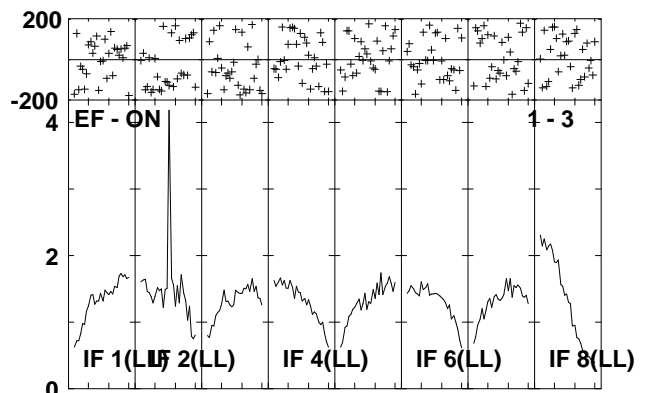 200
-200
EF - ON 1 - 3
4
2
IF 1(LL) IF 2(LL) IF 4(LL) IF 6(LL) IF 8(LL)
0